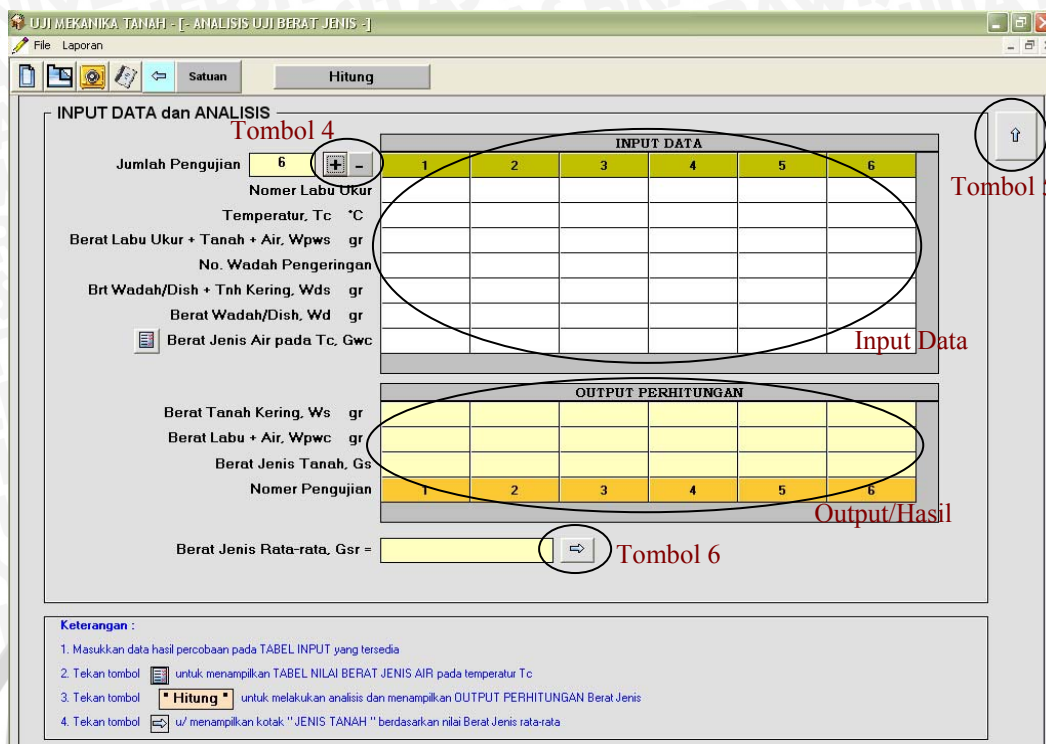 UJI MEKANIKA TANAH - [- ANALISIS UJI BERAT JENIS -]
File Laporan
Satuan Hitung
INPUT DATA dan ANALISIS
Tombol 4
INPUT DATA
Jumlah Pengujian 6 + - 1 2 3 4 5 6
Tombol 5
Nomer Labu Ukur
Temperatur, Tc °C
Berat Labu Ukur + Tanah + Air, Wpws gr
No. Wadah Pengeringan
Brt Wadah/Dish + Tnh Kering, Wds gr
Berat Wadah/Dish, Wd gr
Berat Jenis Air pada Tc, Gwc
Input Data
OUTPUT PERHITUNGAN
Berat Tanah Kering, Ws gr
Berat Labu + Air, Wpwc gr
Berat Jenis Tanah, Gs
Nomer Pengujian 1 2 3 4 5 6
Output/Hasil
Berat Jenis Rata-rata, Gsr =
Tombol 6
Keterangan :
1. Masukkan data hasil percobaan pada TABEL INPUT yang tersedia
2. Tekan tombol untuk menampilkan TABEL NILAI BERAT JENIS AIR pada temperatur Tc
3. Tekan tombol " Hitung " untuk melakukan analisis dan menampilkan OUTPUT PERHITUNGAN Berat Jenis
4. Tekan tombol u/ menampilkan kotak "JENIS TANAH " berdasarkan nilai Berat Jenis rata-rata